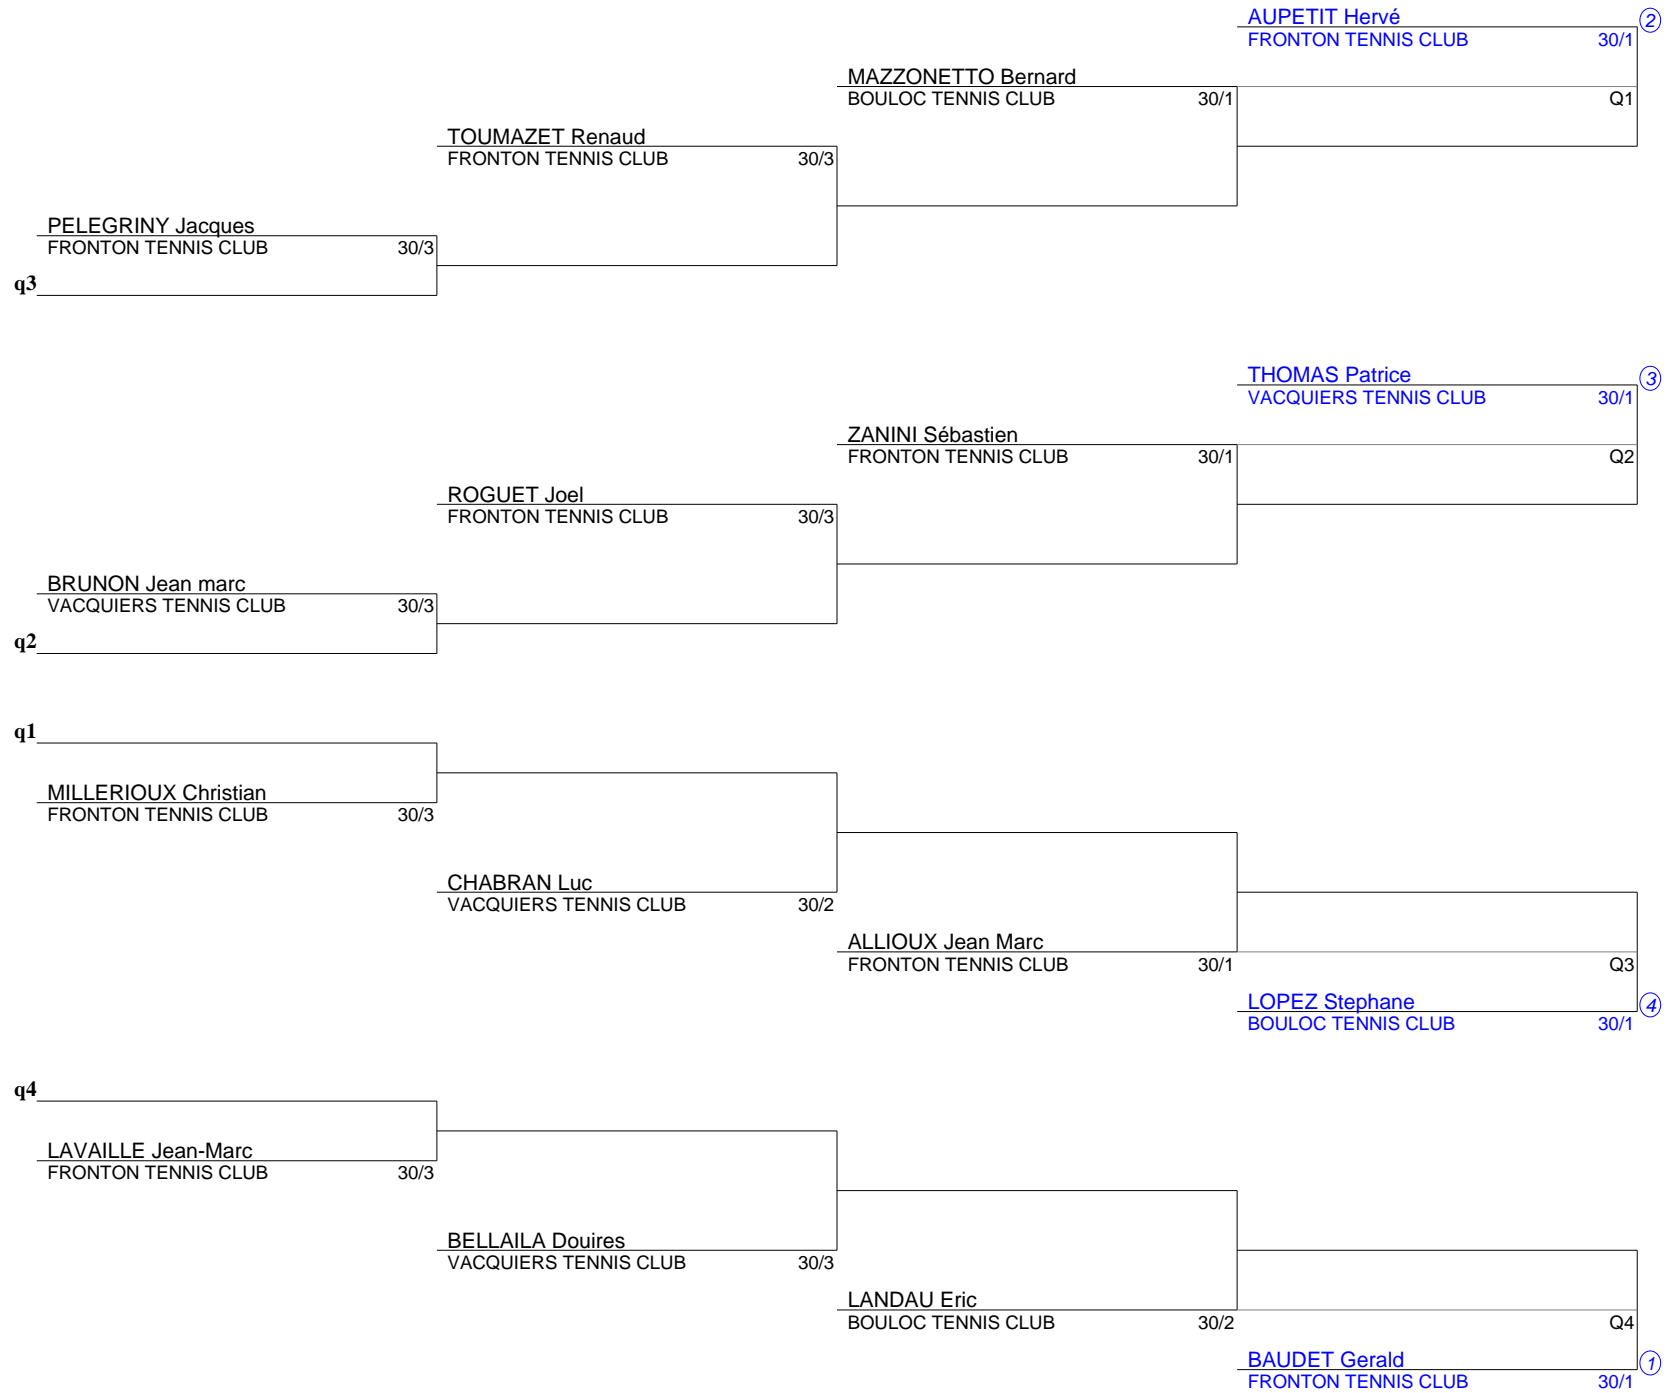 AUPETIT Hervé 2
FRONTON TENNIS CLUB 30/1
MAZZONETTO Bernard
BOULOC TENNIS CLUB 30/1 Q1
TOUMAZET Renaud
FRONTON TENNIS CLUB 30/3
PELEGRINY Jacques
FRONTON TENNIS CLUB 30/3
q3
THOMAS Patrice 3
VACQUIERS TENNIS CLUB 30/1
ZANINI Sébastien
FRONTON TENNIS CLUB 30/1 Q2
ROGUET Joel
FRONTON TENNIS CLUB 30/3
BRUNON Jean marc
VACQUIERS TENNIS CLUB 30/3
q2
q1
MILLERIOUX Christian
FRONTON TENNIS CLUB 30/3
CHABRAN Luc
VACQUIERS TENNIS CLUB 30/2
ALLIOUX Jean Marc
FRONTON TENNIS CLUB 30/1 Q3
LOPEZ Stephane 4
BOULOC TENNIS CLUB 30/1
q4
LAVAILLE Jean-Marc
FRONTON TENNIS CLUB 30/3
BELLAILA Douires
VACQUIERS TENNIS CLUB 30/3
LANDAU Eric
BOULOC TENNIS CLUB 30/2 Q4
BAUDET Gerald 1
FRONTON TENNIS CLUB 30/1